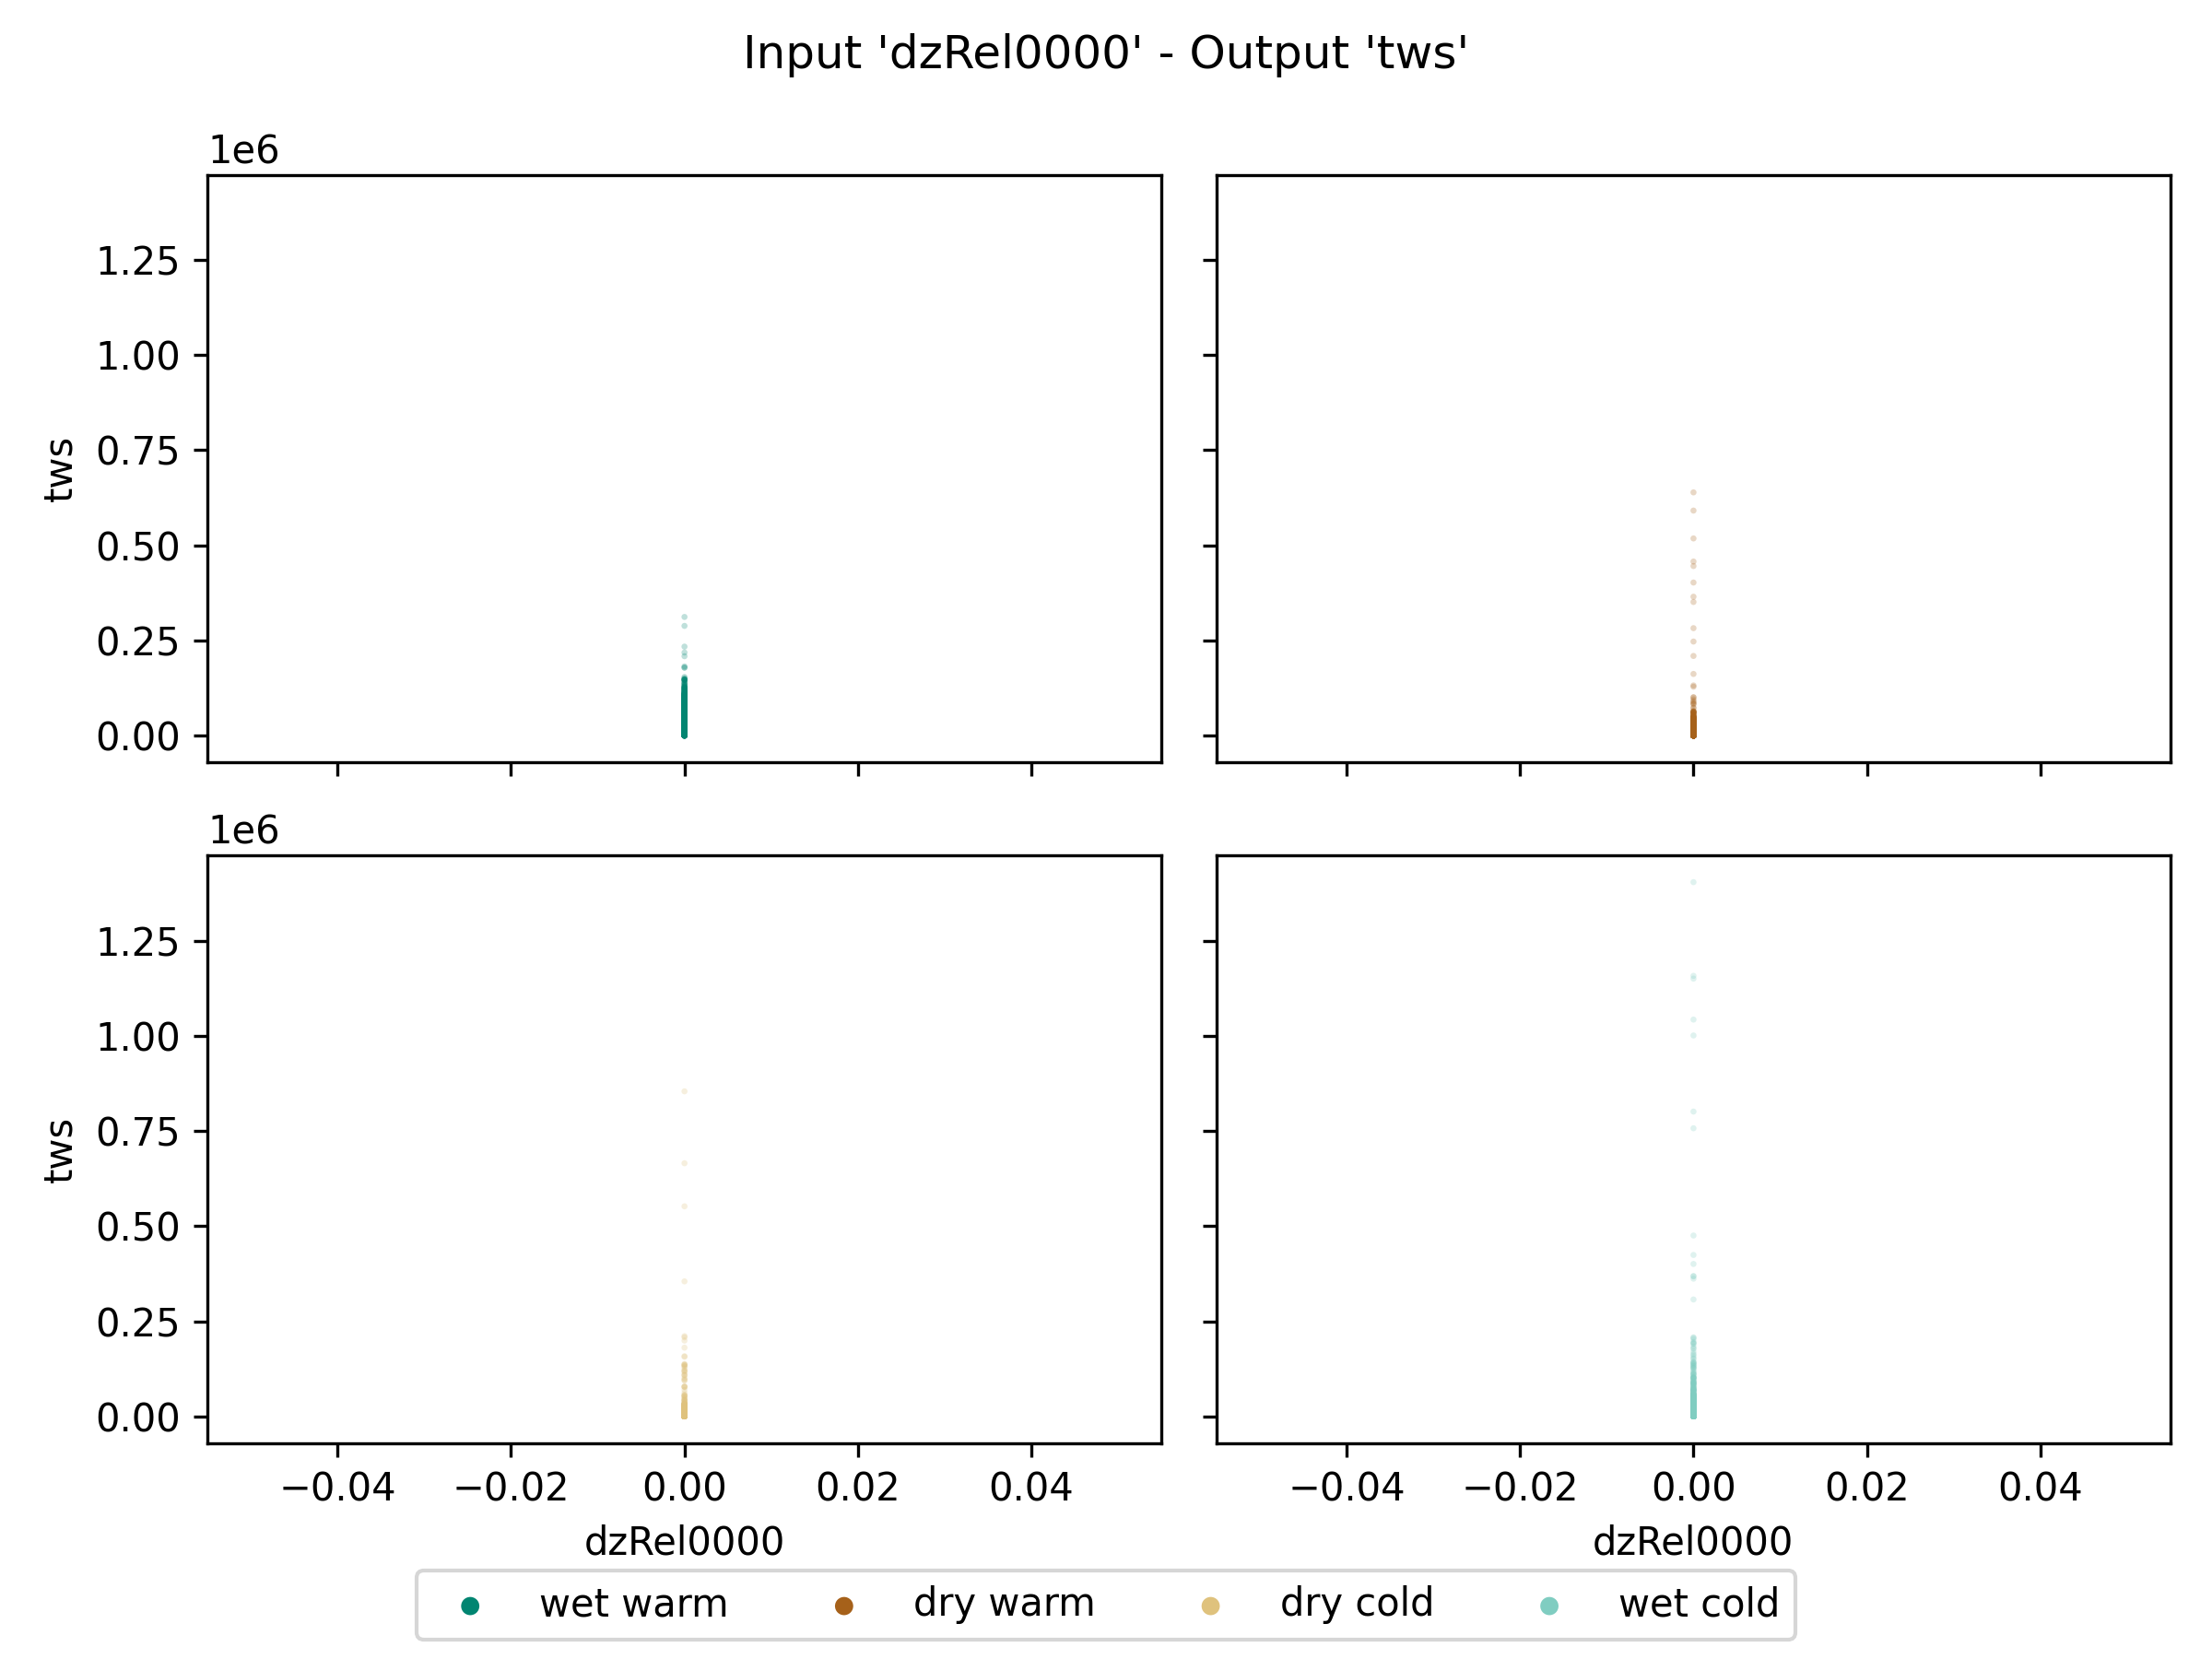 Input 'dzRel0000' - Output 'tws'
1e6
1.25
1.00
0.75
0.50
0.25
0.00
tws
1e6
1.25
1.00
0.75
0.50
0.25
0.00
tws
−0.04 −0.02 0.00 0.02 0.04
−0.04 −0.02 0.00 0.02 0.04
dzRel0000
dzRel0000
wet warm dry warm dry cold wet cold